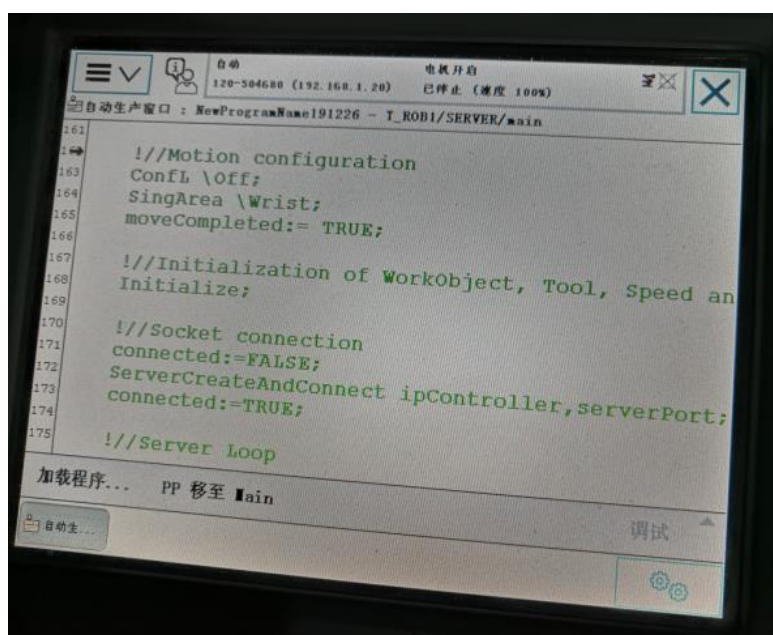 自动
120-504680 (192.168.1.20)
电机开启
已停止 (速度 100%)
自动生产窗口 : NewProgramName191226 - T_ROB1/SERVER/main
161
163
164
165
166
167
168
169
170
171
172
173
174
175
!//Motion configuration
ConfL \Off;
SingArea \Wrist;
moveCompleted:= TRUE;
!//Initialization of WorkObject, Tool, Speed an
Initialize;
!//Socket connection
connected:=FALSE;
ServerCreateAndConnect ipController,serverPort;
connected:=TRUE;
!//Server Loop
加载程序... PP 移至 Main
调试
自动生...